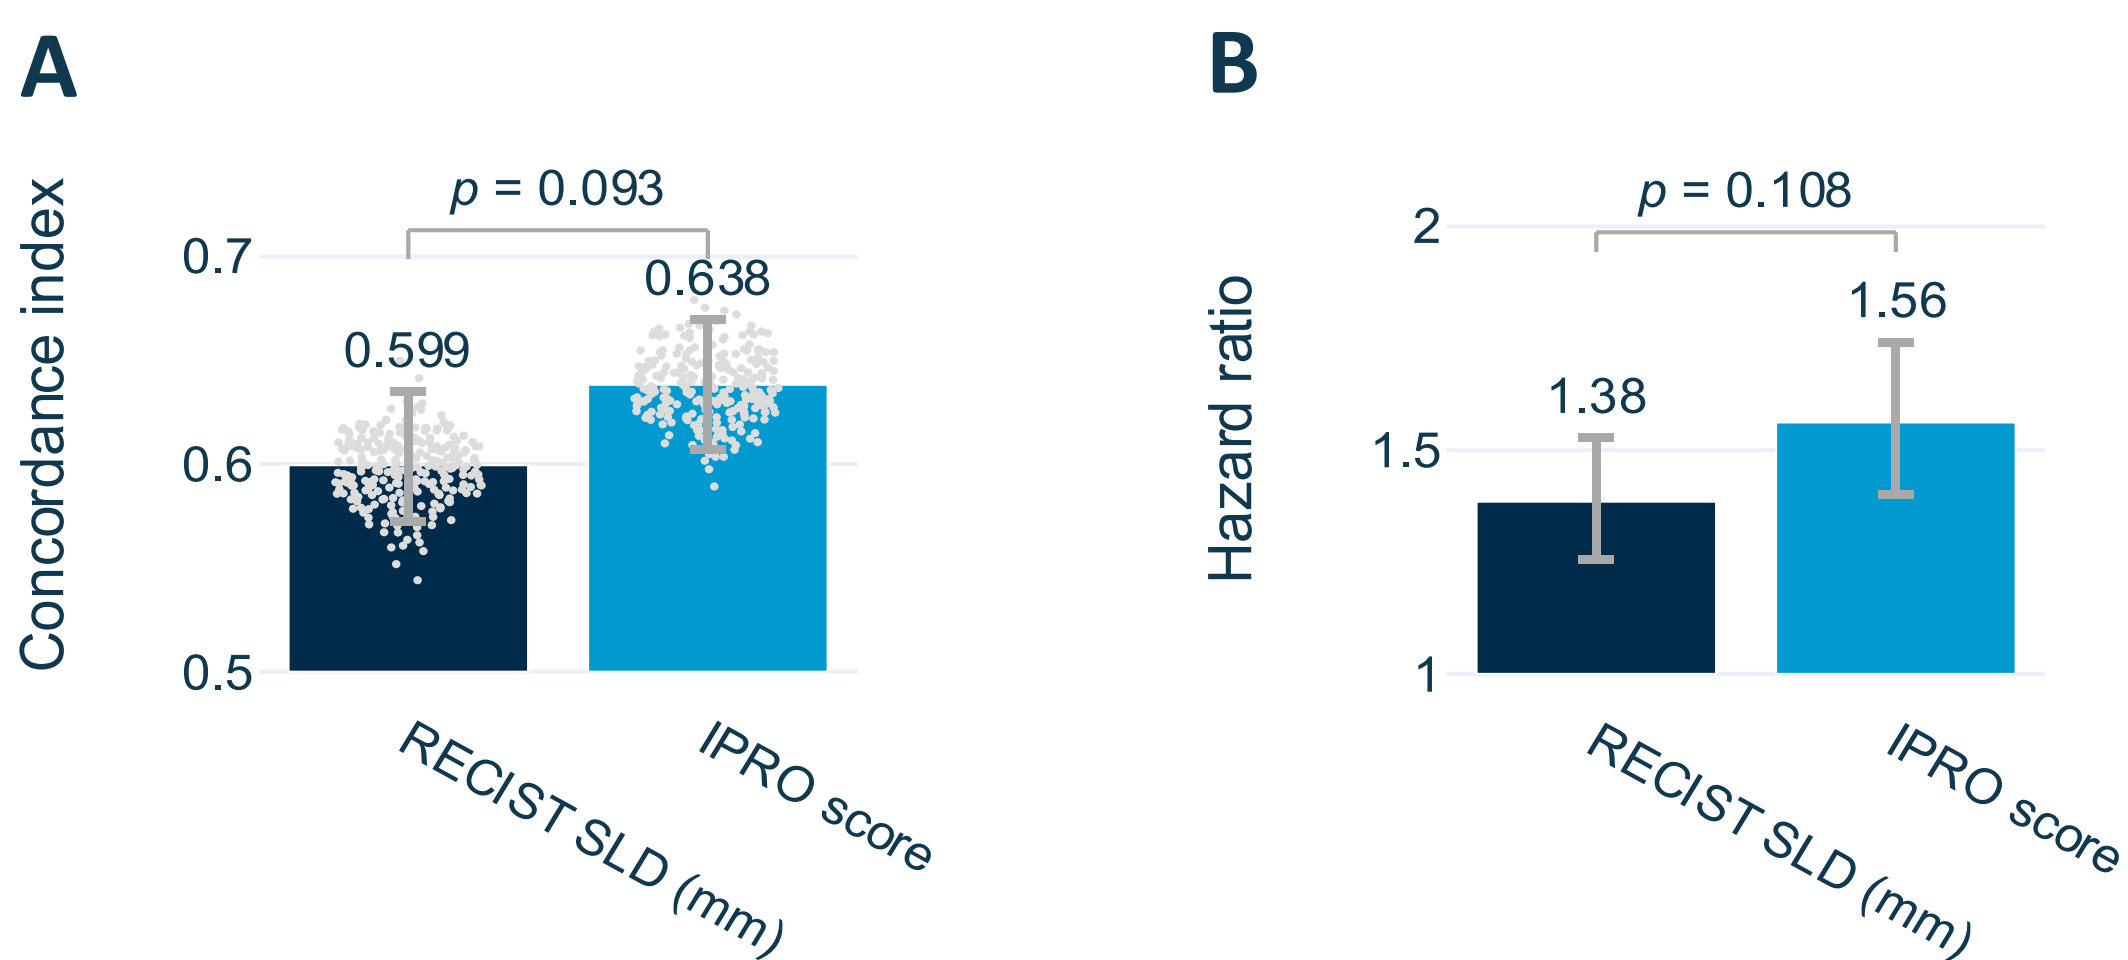 A
Concordance index
p = 0.093
0.7
0.638
0.599
0.6
0.5
RECIST SLD (mm)
IPRO score
B
Hazard ratio
p = 0.108
2
1.56
1.38
1.5
1
RECIST SLD (mm)
IPRO score